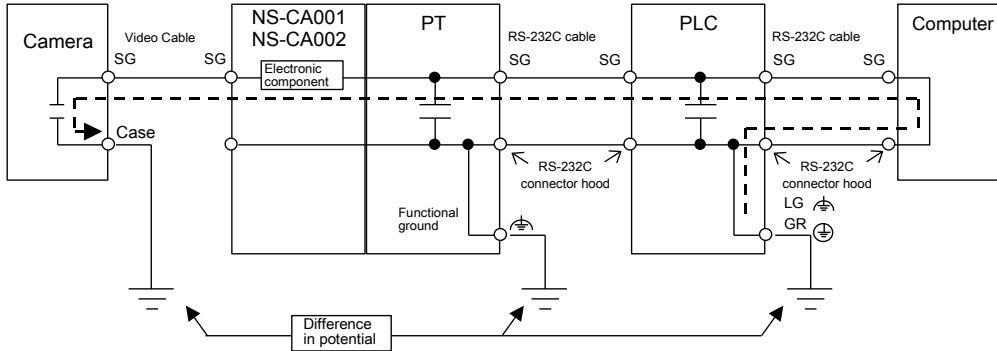 Camera
Video Cable
SG
SG
NS-CA001
NS-CA002
Electronic
component
PT
RS-232C cable
SG
SG
PLC
RS-232C cable
SG
SG
Computer
Case
RS-232C
connector hood
RS-232C
connector hood
Functional
ground
LG
GR
Difference
in potential